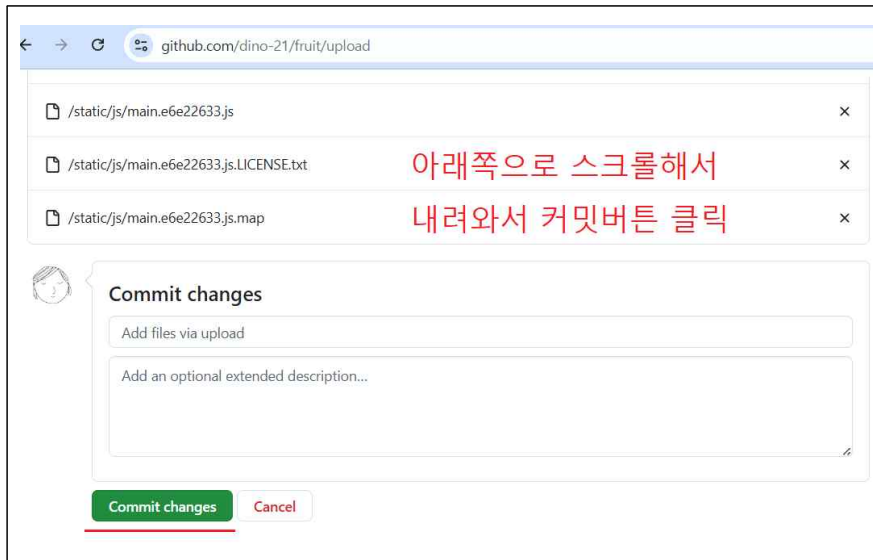 github.com/dino-21/fruit/upload
/static/js/main.e6e22633.js
/static/js/main.e6e22633.js.LICENSE.txt
아래쪽으로 스크롤해서
/static/js/main.e6e22633.js.map
내려와서 커밋버튼 클릭
Commit changes
Add files via upload
Add an optional extended description...
Commit changes
Cancel